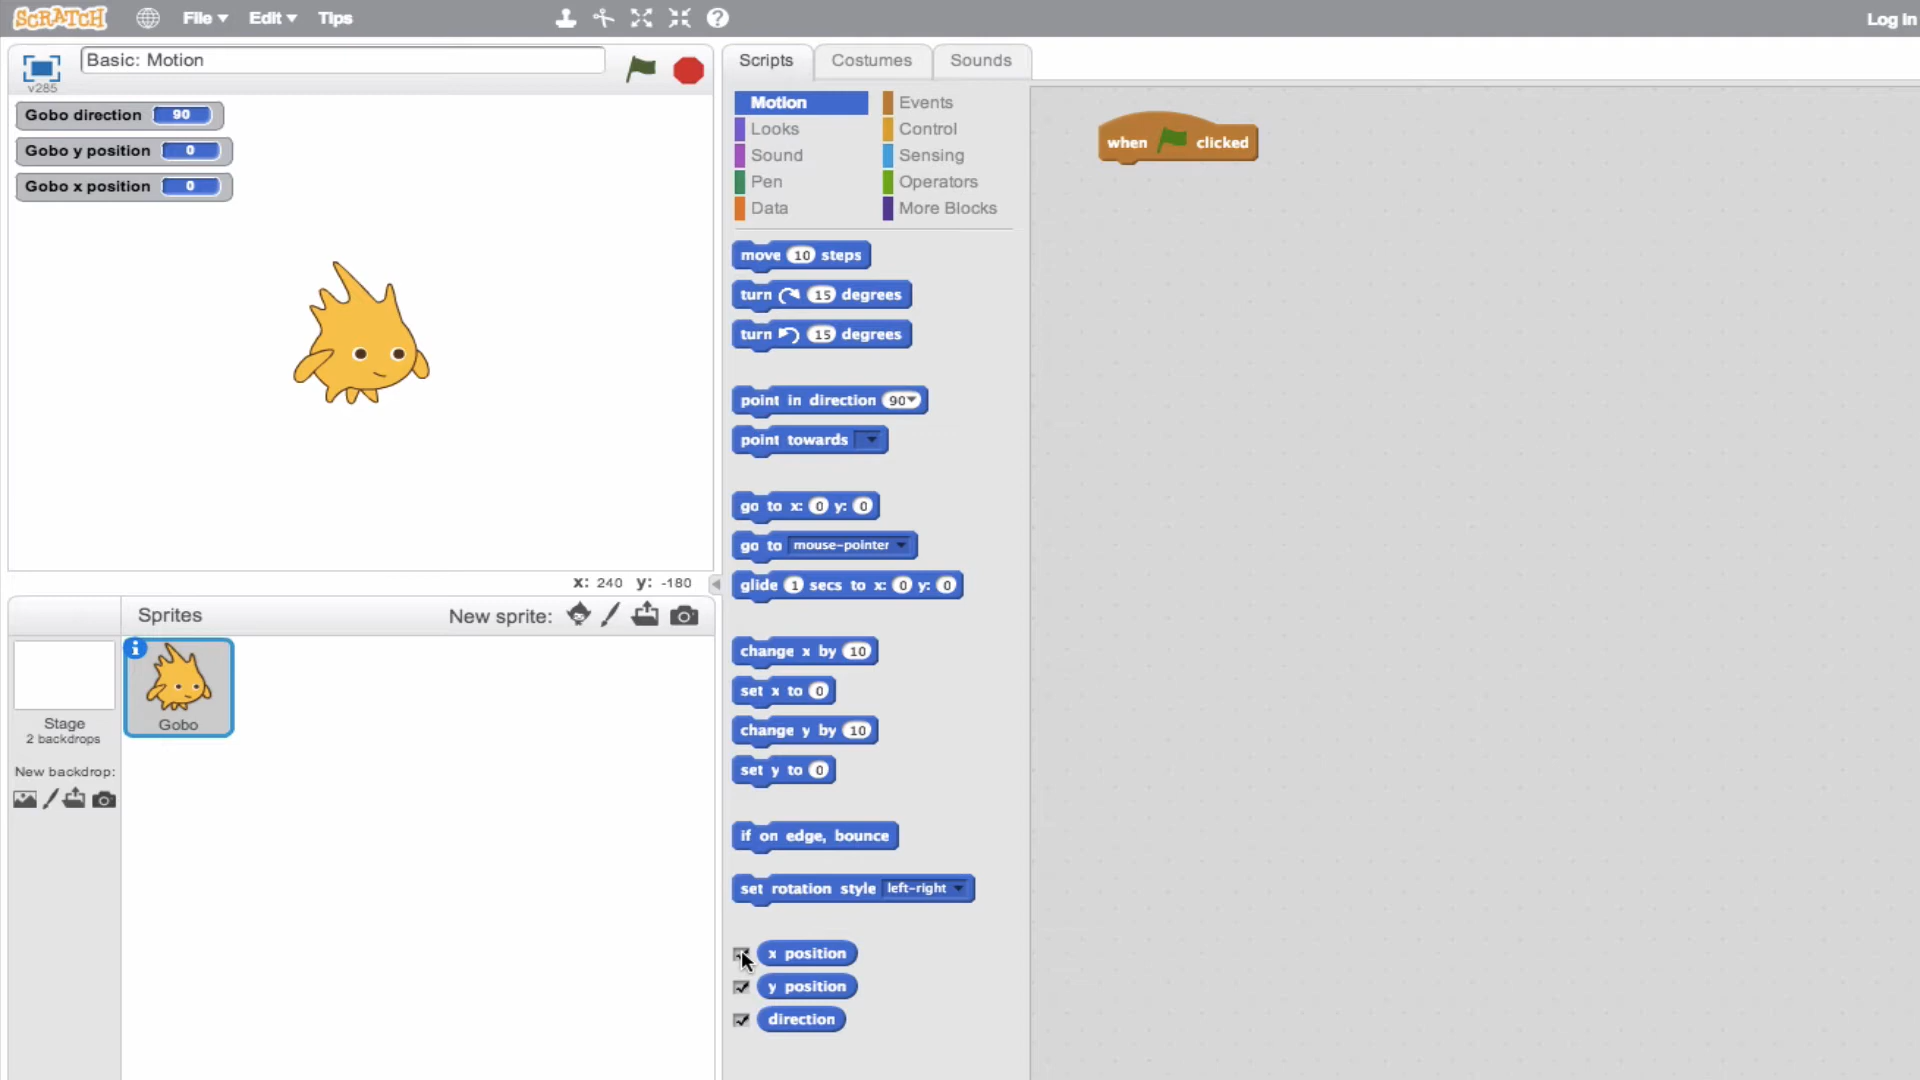 SCRATCH File Edit Tips Log in
v285
Basic: Motion
Gobo direction 90
Gobo y position 0
Gobo x position 0
x: 240 y: -180
Sprites New sprite:
Gobo
Stage
2 backdrops
New backdrop:
Scripts Costumes Sounds
Motion Events
Looks Control
Sound Sensing
Pen Operators
Data More Blocks
move 10 steps
turn 15 degrees
turn 15 degrees
point in direction 90
point towards
go to x: 0 y: 0
go to mouse-pointer
glide 1 secs to x: 0 y: 0
change x by 10
set x to 0
change y by 10
set y to 0
if on edge, bounce
set rotation style left-right
x position
y position
direction
when clicked